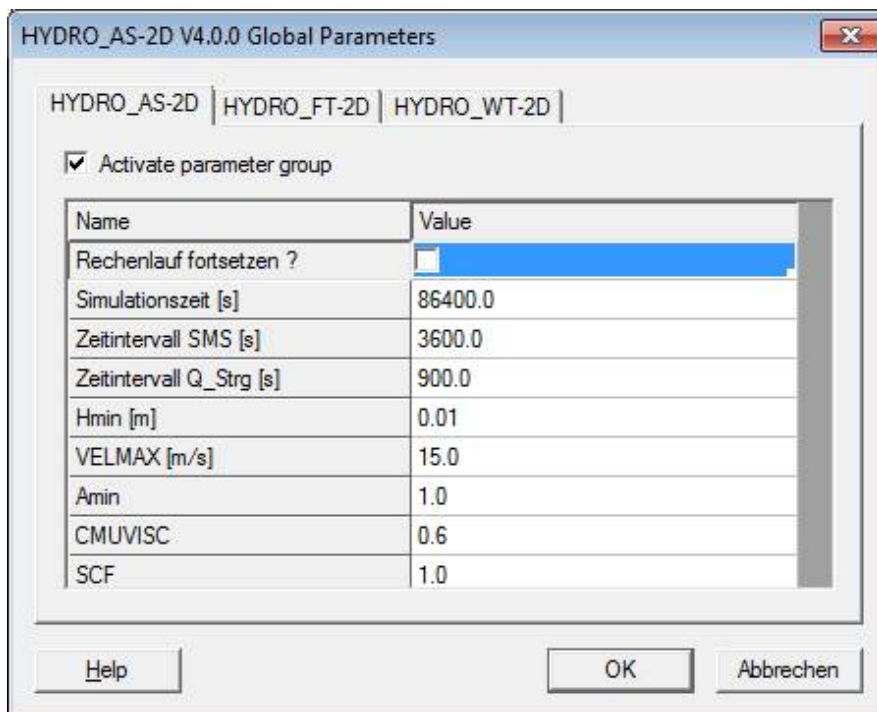 HYDRO_AS-2D V4.0.0 Global Parameters
HYDRO_AS-2D HYDRO_FT-2D HYDRO_WT-2D
Activate parameter group
Name Value
Rechenlauf fortsetzen ?
Simulationszeit [s] 86400.0
Zeitintervall SMS [s] 3600.0
Zeitintervall Q_Strg [s] 900.0
Hmin [m] 0.01
VELMAX [m/s] 15.0
Amin 1.0
CMUVISC 0.6
SCF 1.0
Help OK Abbrechen